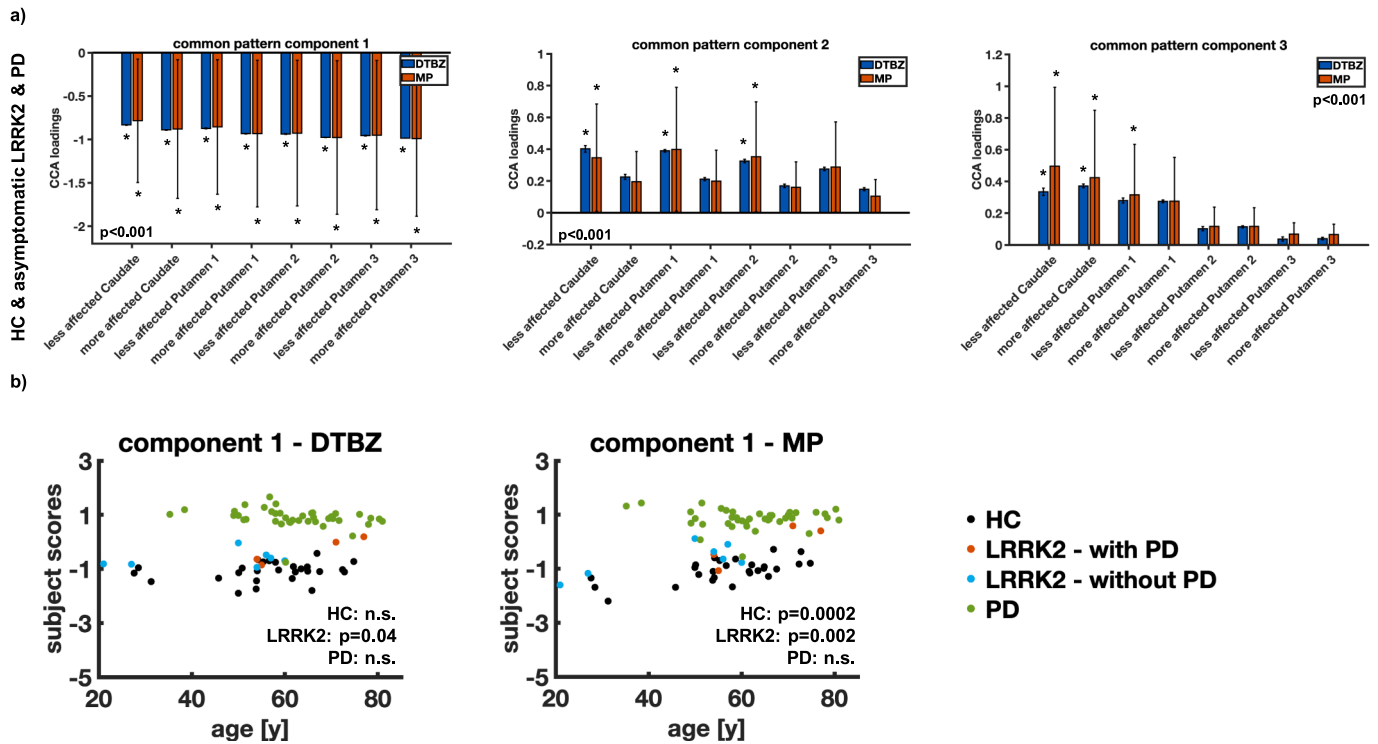 a)
HC & asymptomatic LRRK2 & PD
common pattern component 1
DTBZ
MP
CCA loadings
0
-0.5
-1
-1.5
-2
* * * * * * * *
* * * * * * * *
p<0.001
less affected Caudate
more affected Caudate
less affected Putamen 1
more affected Putamen 1
less affected Putamen 2
more affected Putamen 2
less affected Putamen 3
more affected Putamen 3
common pattern component 2
DTBZ
MP
CCA loadings
1
0.8
0.6
0.4
0.2
0
-0.2
* * *
* * *
p<0.001
less affected Caudate
more affected Caudate
less affected Putamen 1
more affected Putamen 1
less affected Putamen 2
more affected Putamen 2
less affected Putamen 3
more affected Putamen 3
common pattern component 3
DTBZ
MP
p<0.001
CCA loadings
1
0.8
0.6
0.4
0.2
0
* * *
* *
less affected Caudate
more affected Caudate
less affected Putamen 1
more affected Putamen 1
less affected Putamen 2
more affected Putamen 2
less affected Putamen 3
more affected Putamen 3
b)
component 1 - DTBZ
subject scores
3
1
-1
-3
-5
HC: n.s.
LRRK2: p=0.04
PD: n.s.
20 40 60 80
age [y]
component 1 - MP
subject scores
3
1
-1
-3
-5
HC: p=0.0002
LRRK2: p=0.002
PD: n.s.
20 40 60 80
age [y]
HC
LRRK2 - with PD
LRRK2 - without PD
PD